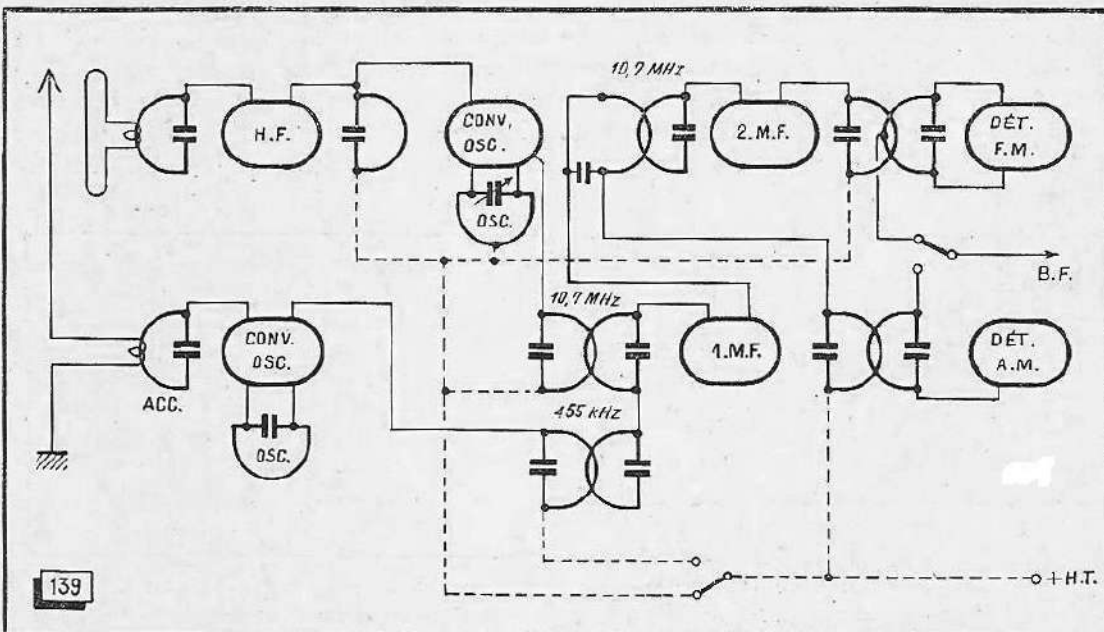 10,7 MHz
H.F.
CONV.
OSC.
OSC.
2.M.F.
DÉT.
F.M.
B.F.
10,7 MHz
1.M.F.
DÉT.
A.M.
CONV.
OSC.
ACC.
OSC.
455 kHz
+H.T.
139